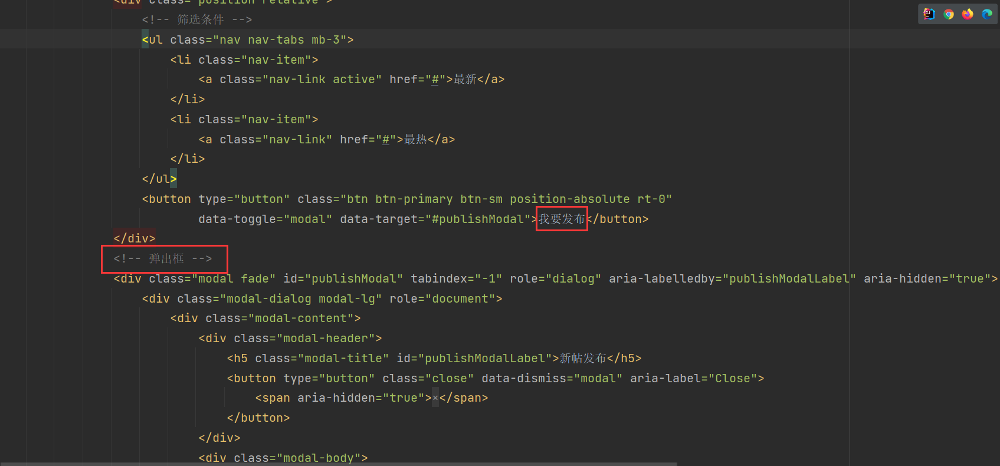 <div class="position-relative">
<!-- 筛选条件 -->
<ul class="nav nav-tabs mb-3">
<li class="nav-item">
<a class="nav-link active" href="#">最新</a>
</li>
<li class="nav-item">
<a class="nav-link" href="#">最热</a>
</li>
</ul>
<button type="button" class="btn btn-primary btn-sm position-absolute rt-0"
data-toggle="modal" data-target="#publishModal">我要发布</button>
</div>
<!-- 弹出框 -->
<div class="modal fade" id="publishModal" tabindex="-1" role="dialog" aria-labelledby="publishModalLabel" aria-hidden="true">
<div class="modal-dialog modal-lg" role="document">
<div class="modal-content">
<div class="modal-header">
<h5 class="modal-title" id="publishModalLabel">新帖发布</h5>
<button type="button" class="close" data-dismiss="modal" aria-label="Close">
<span aria-hidden="true">×</span>
</button>
</div>
<div class="modal-body">